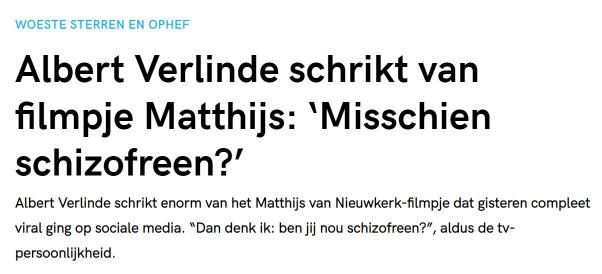 WOESTE STERREN EN OPHEF
Albert Verlinde schrikt van
filmpje Matthijs: ‘Misschien
schizofreen?’
Albert Verlinde schrikt enorm van het Matthijs van Nieuwkerk-filmpje dat gisteren compleet
viral ging op sociale media. “Dan denk ik: ben jij nou schizofreen?”, aldus de tv-
persoonlijkheid.